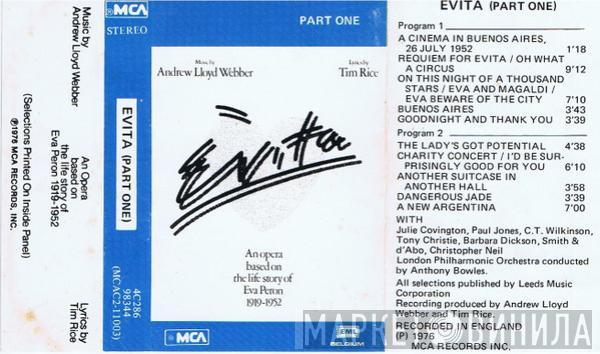 Music by
Andrew Lloyd Webber
An Opera
based on
the life story of
Eva Peron 1919-1952
Lyrics by
Tim Rice
(Selections Printed On Inside Panel)
℗1976 MCA RECORDS, INC.
MCA
STEREO
EVITA (PART ONE)
4C286
98344
(MCAC2-11003)
MCA
PART ONE
Music by
Andrew Lloyd Webber
Lyrics by
Tim Rice
Evita
An opera
based on
the life story of
Eva Peron
1919-1952
EMI
BELGIUM
EVITA (PART ONE)
Program 1
A CINEMA IN BUENOS AIRES,
26 JULY 1952 1'18
REQUIEM FOR EVITA / OH WHAT
A CIRCUS 9'12
ON THIS NIGHT OF A THOUSAND
STARS / EVA AND MAGALDI /
EVA BEWARE OF THE CITY 7'10
BUENOS AIRES 3'43
GOODNIGHT AND THANK YOU 3'39
Program 2
THE LADY'S GOT POTENTIAL 4'38
CHARITY CONCERT / I'D BE SUR-
PRISINGLY GOOD FOR YOU 6'10
ANOTHER SUITCASE IN
ANOTHER HALL 3'58
DANGEROUS JADE 3'39
A NEW ARGENTINA 7'00
WITH
Julie Covington, Paul Jones, C.T. Wilkinson,
Tony Christie, Barbara Dickson, Smith &
d'Abo, Christopher Neil
London Philharmonic Orchestra conducted
by Anthony Bowles.
All selections published by Leeds Music
Corporation
Recording produced by Andrew Lloyd
Webber and Tim Rice.
RECORDED IN ENGLAND
(P) 1976
MCA RECORDS INC.
МАРКЕТ ВИНИЛА